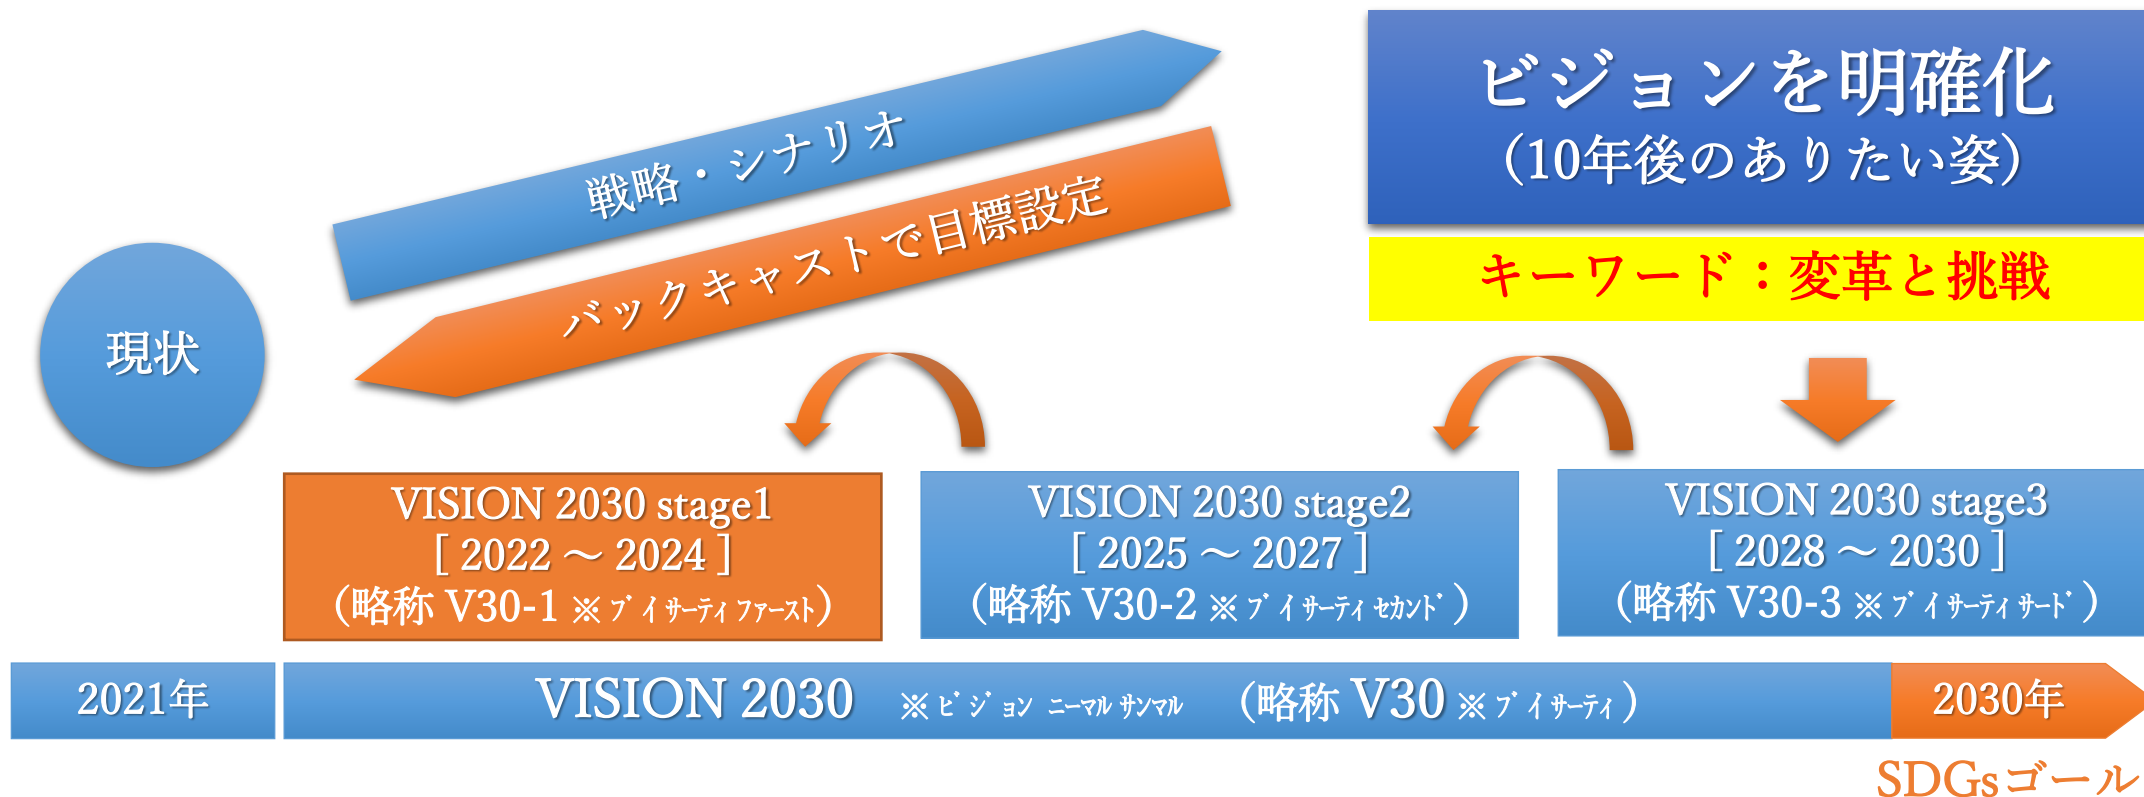 ビジョンを明確化
（10年後のありたい姿）
キーワード：変革と挑戦
戦略・シナリオ
バックキャストで目標設定
現状
VISION 2030 stage1
[ 2022 ～ 2024 ]
（略称 V30-1 ※ ﾌﾞｲ ｻｰﾃｨ ﾌｧｰｽﾄ）
VISION 2030 stage2
[ 2025 ～ 2027 ]
（略称 V30-2 ※ ﾌﾞｲ ｻｰﾃｨ ｾｶﾝﾄﾞ）
VISION 2030 stage3
[ 2028 ～ 2030 ]
（略称 V30-3 ※ ﾌﾞｲ ｻｰﾃｨ ｻｰﾄﾞ）
2021年
VISION 2030 ※ ﾋﾞｼﾞｮﾝ ﾆｰﾏﾙ ｻﾝﾏﾙ （略称 V30 ※ ﾌﾞｲ ｻｰﾃｨ）
2030年
SDGsゴール